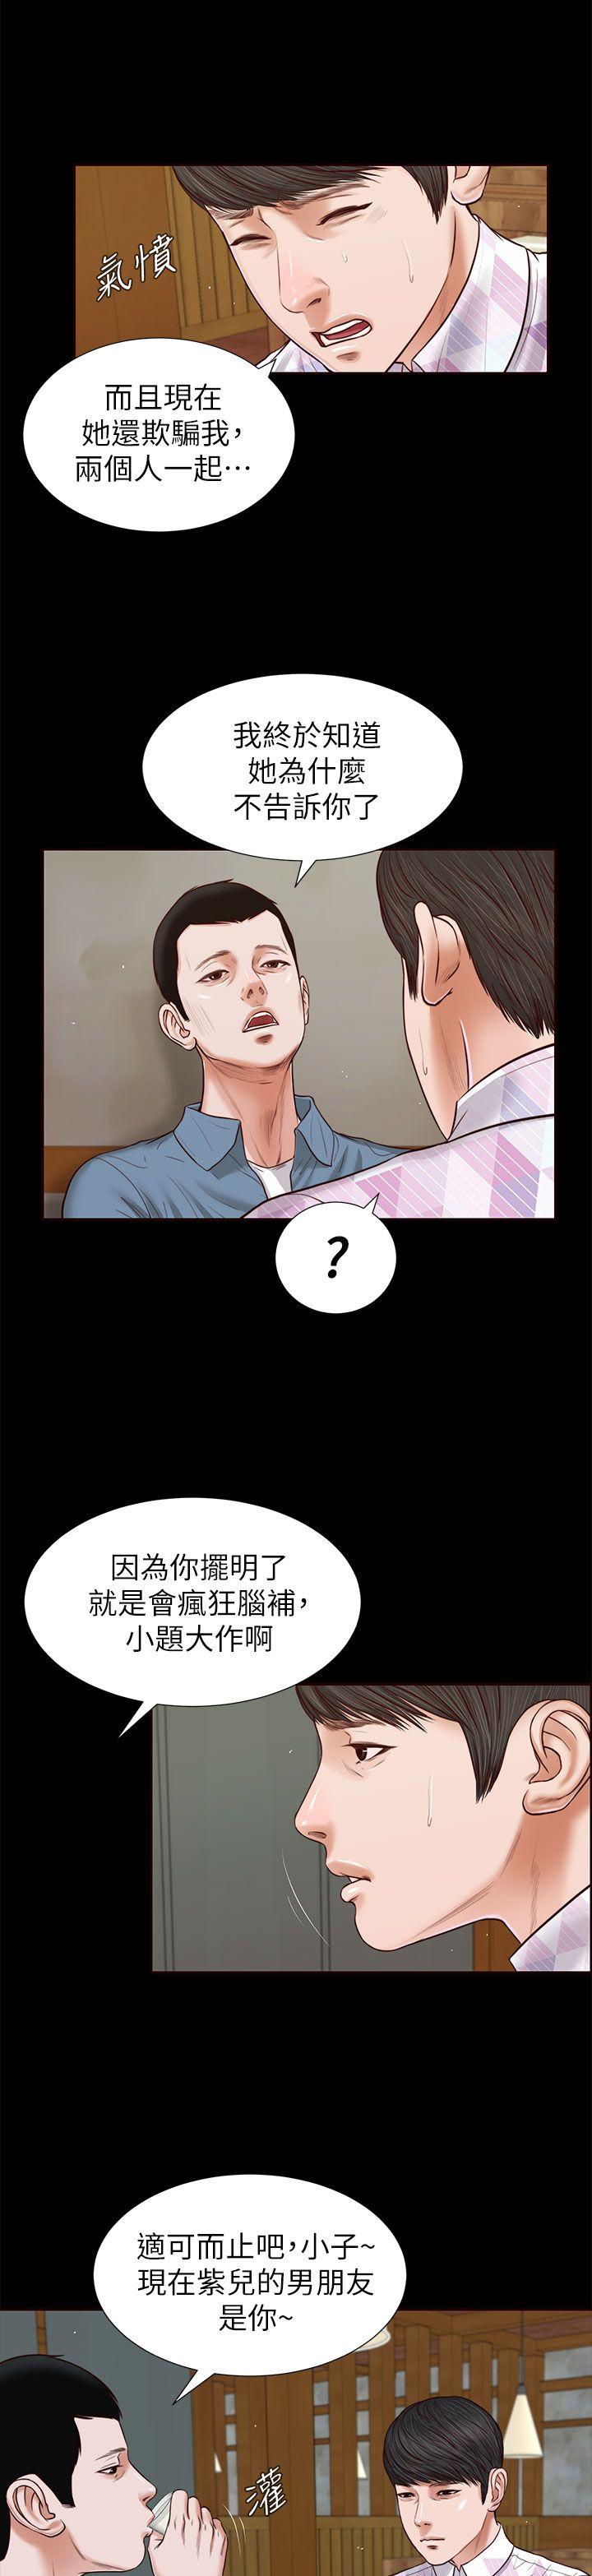 氣憤
而且現在
她還欺騙我，
兩個人一起⋯
我終於知道
她為什麼
不告訴你了
?
因為你擺明了
就是會瘋狂腦補，
小題大作啊
適可而止吧，小子~
現在紫兒的男朋友
是你~
灌